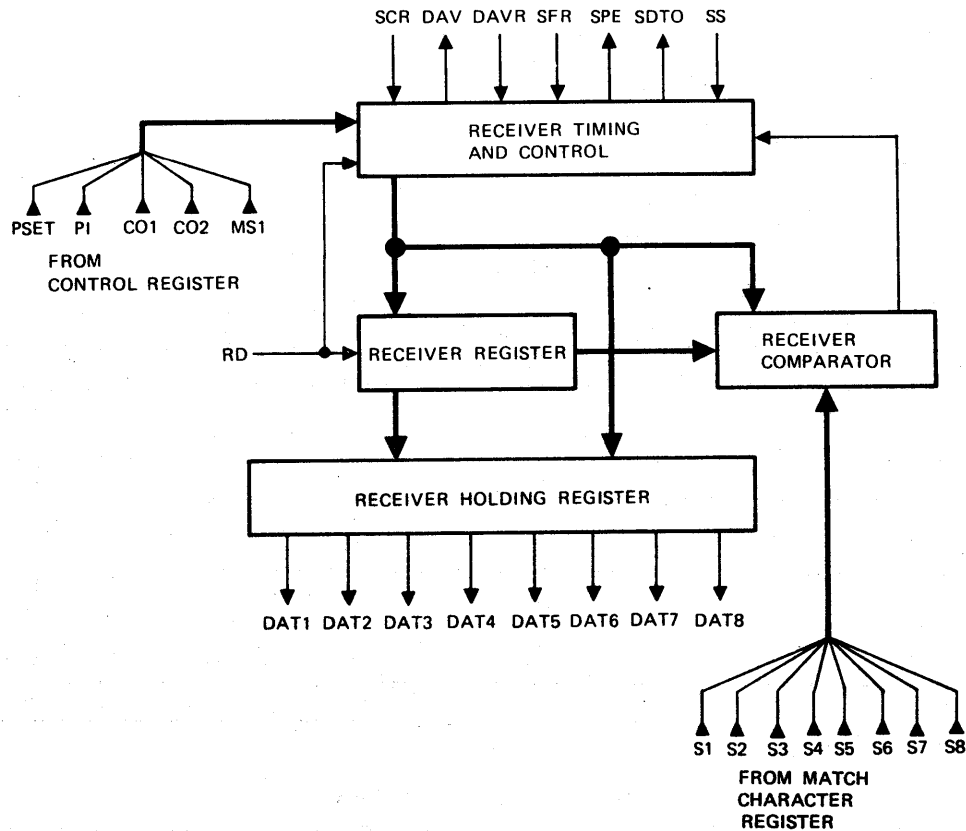 SCR DAV DAVR SFR SPE SDTO SS
RECEIVER TIMING
AND CONTROL
PSET PI CO1 CO2 MS1
FROM
CONTROL REGISTER
RD
RECEIVER REGISTER
RECEIVER
COMPARATOR
RECEIVER HOLDING REGISTER
DAT1 DAT2 DAT3 DAT4 DAT5 DAT6 DAT7 DAT8
S1 S2 S3 S4 S5 S6 S7 S8
FROM MATCH
CHARACTER
REGISTER